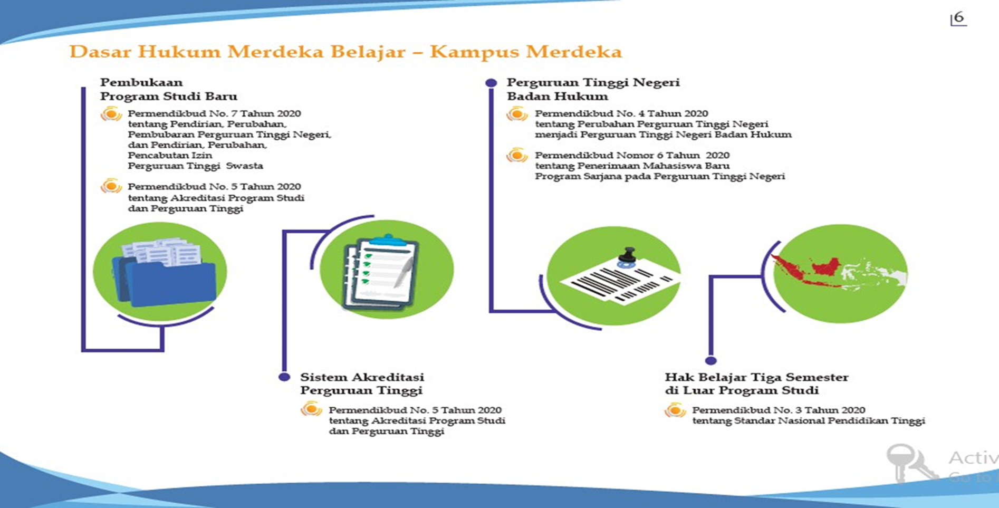 6
Dasar Hukum Merdeka Belajar – Kampus Merdeka
Pembukaan
Program Studi Baru
Permendikbud No. 7 Tahun 2020
tentang Pendirian, Perubahan,
Pembubaran Perguruan Tinggi Negeri,
dan Pendirian, Perubahan,
Pencabutan Izin
Perguruan Tinggi Swasta
Permendikbud No. 5 Tahun 2020
tentang Akreditasi Program Studi
dan Perguruan Tinggi
Sistem Akreditasi
Perguruan Tinggi
Permendikbud No. 5 Tahun 2020
tentang Akreditasi Program Studi
dan Perguruan Tinggi
Perguruan Tinggi Negeri
Badan Hukum
Permendikbud No. 4 Tahun 2020
tentang Perubahan Perguruan Tinggi Negeri
menjadi Perguruan Tinggi Negeri Badan Hukum
Permendikbud Nomor 6 Tahun 2020
tentang Penerimaan Mahasiswa Baru
Program Sarjana pada Perguruan Tinggi Negeri
Hak Belajar Tiga Semester
di Luar Program Studi
Permendikbud No. 3 Tahun 2020
tentang Standar Nasional Pendidikan Tinggi
Activ
Go to